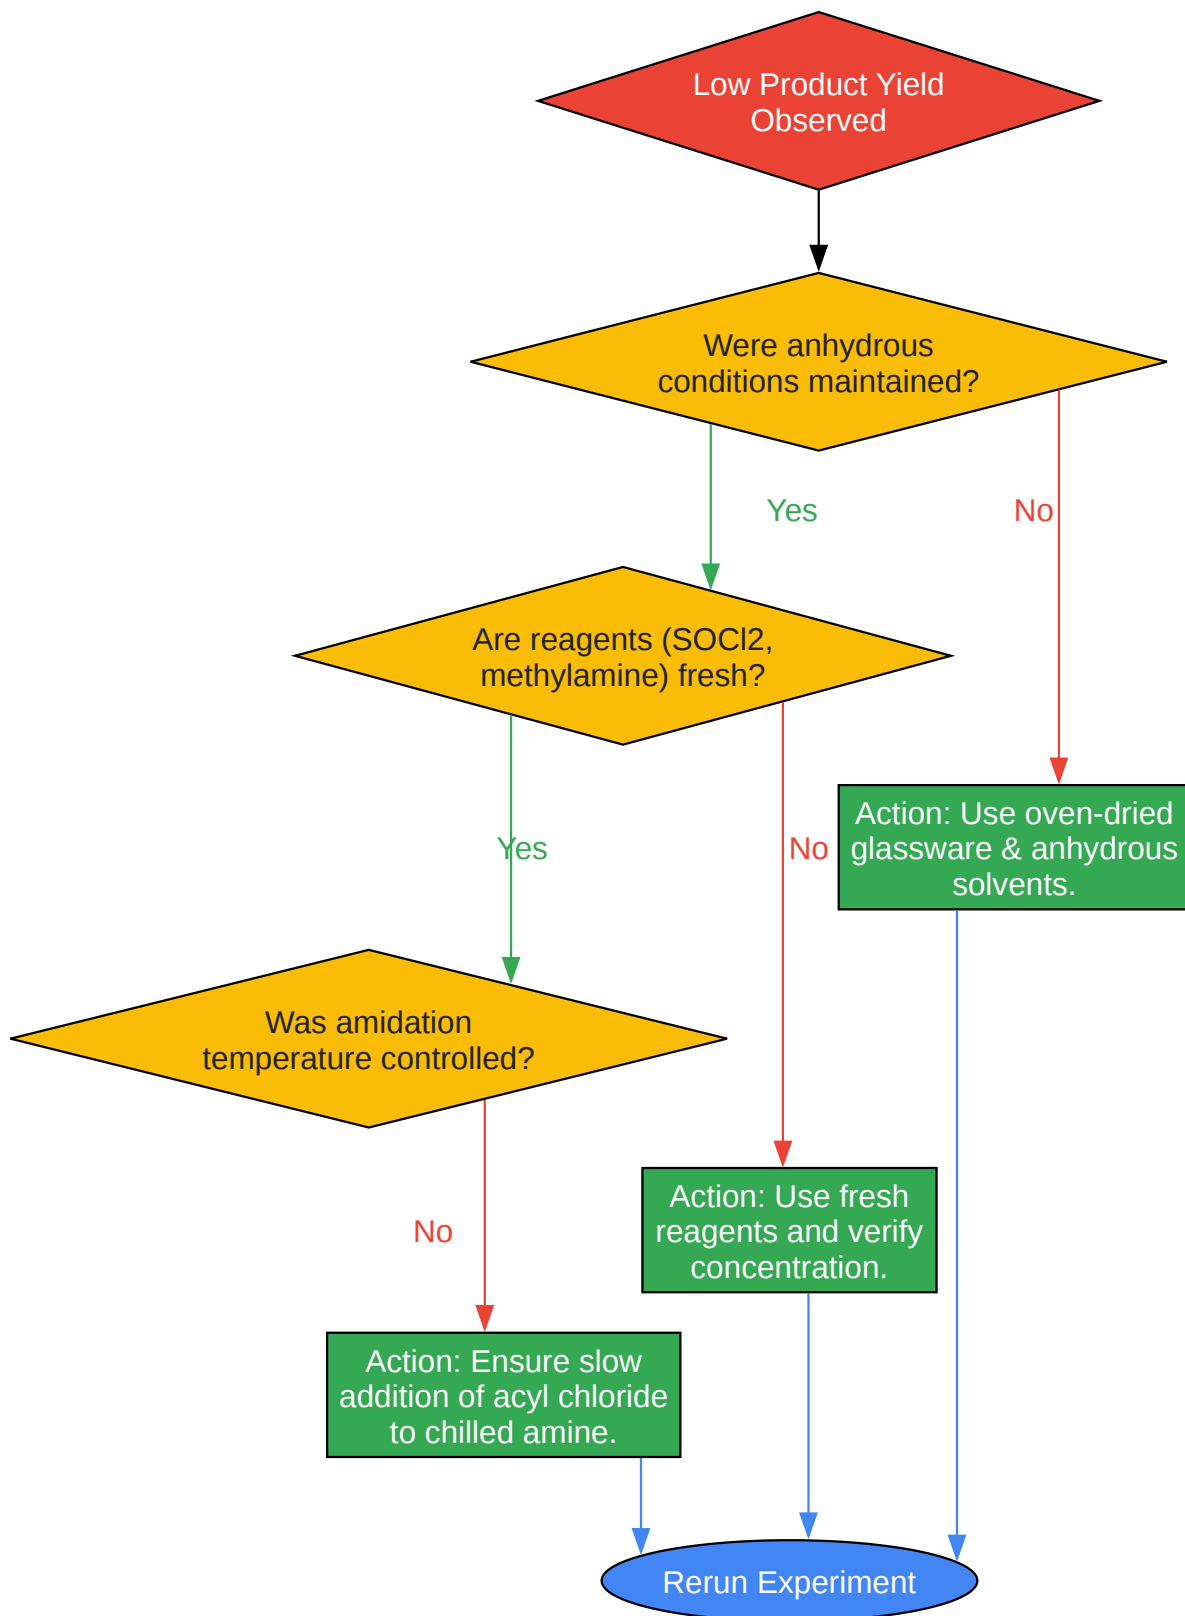 Low Product Yield
Observed
Were anhydrous
conditions maintained?
Yes
No
Are reagents (SOCl2,
methylamine) fresh?
Yes
No
Action: Use oven-dried
glassware & anhydrous
solvents.
Was amidation
temperature controlled?
No
Action: Use fresh
reagents and verify
concentration.
Action: Ensure slow
addition of acyl chloride
to chilled amine.
Rerun Experiment